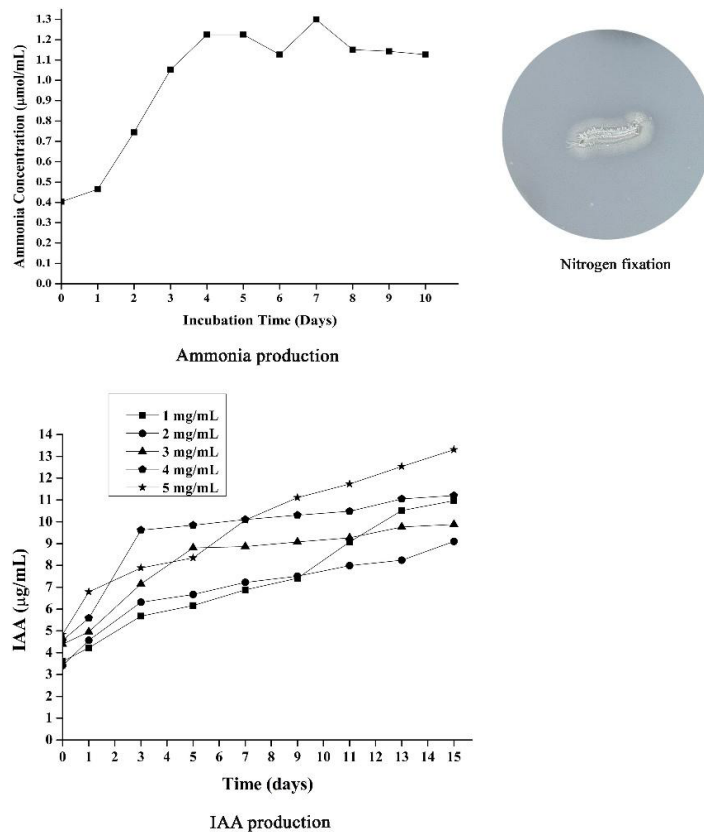 1.3
1.2
1.1
1.0
0.9
0.8
0.7
0.6
0.5
0.4
0.3
0.2
0.1
0.0
Ammonia Concentration (μmol/mL)
0 1 2 3 4 5 6 7 8 9 10
Incubation Time (Days)
Ammonia production
Nitrogen fixation
1 mg/mL
2 mg/mL
3 mg/mL
4 mg/mL
5 mg/mL
14
13
12
11
10
9
8
7
6
5
4
3
2
1
0
IAA (μg/mL)
0 1 2 3 4 5 6 7 8 9 10 11 12 13 14 15
Time (days)
IAA production